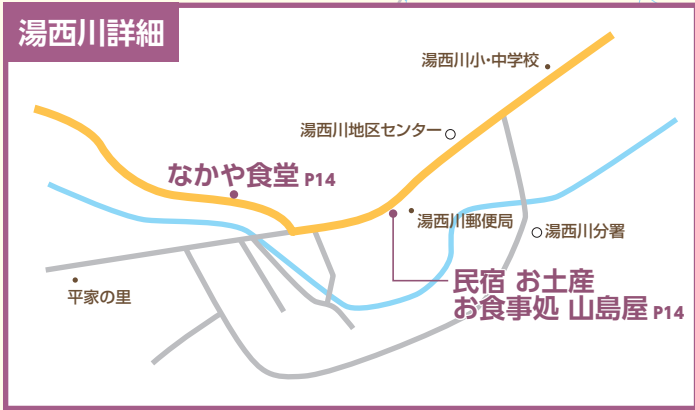 湯西川詳細
湯西川小・中学校
湯西川地区センター
なかや食堂 P14
湯西川郵便局
湯西川分署
民宿 お土産
お食事処 山島屋 P14
平家の里